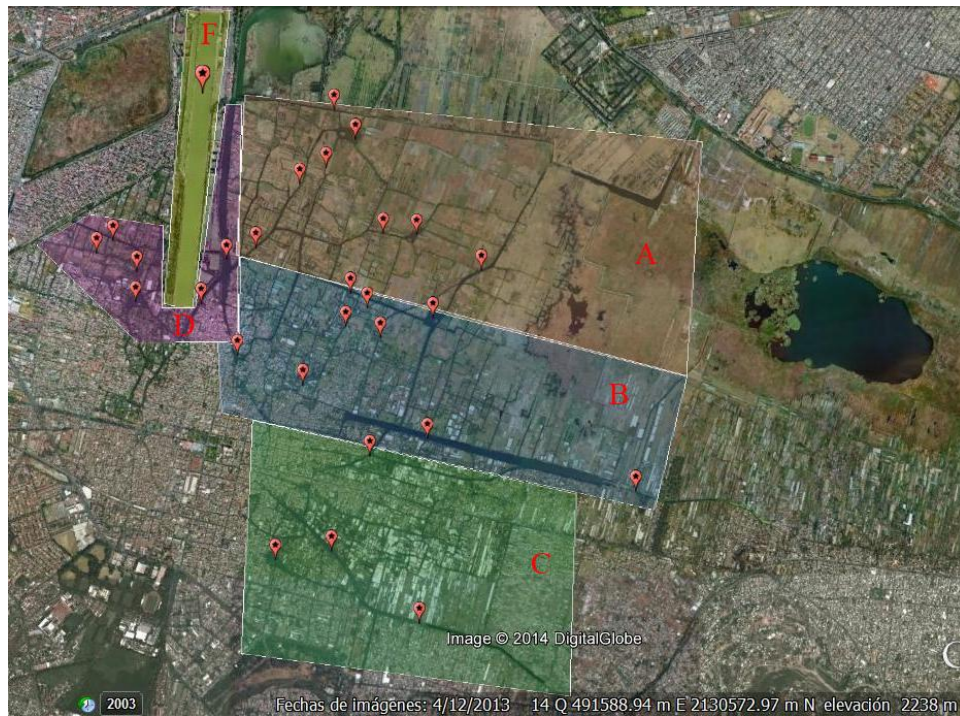 F
A
D
B
C
Image © 2014 DigitalGlobe
2003
Fechas de imágenes: 4/12/2013 14 Q 491588.94 m E 2130572.97 m N elevación 2238 m